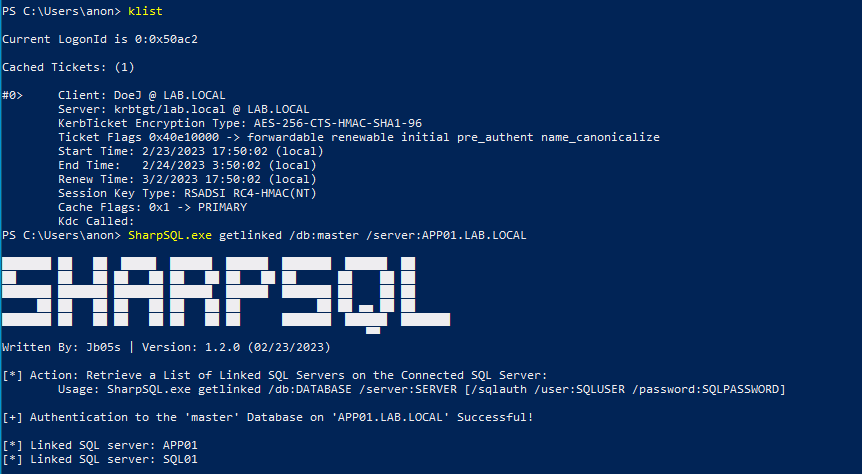 PS C:\Users\anon> klist
Current LogonId is 0:0x50ac2
Cached Tickets: (1)
#0>     Client: DoeJ @ LAB.LOCAL
        Server: krbtgt/lab.local @ LAB.LOCAL
        KerbTicket Encryption Type: AES-256-CTS-HMAC-SHA1-96
        Ticket Flags 0x40e10000 -> forwardable renewable initial pre_authent name_canonicalize
        Start Time: 2/23/2023 17:50:02 (local)
        End Time:   2/24/2023 3:50:02 (local)
        Renew Time: 3/2/2023 17:50:02 (local)
        Session Key Type: RSADSI RC4-HMAC(NT)
        Cache Flags: 0x1 -> PRIMARY
        Kdc Called:
PS C:\Users\anon> SharpSQL.exe getlinked /db:master /server:APP01.LAB.LOCAL
SHARPSQL
Written By: Jb05s | Version: 1.2.0 (02/23/2023)
[*] Action: Retrieve a List of Linked SQL Servers on the Connected SQL Server:
        Usage: SharpSQL.exe getlinked /db:DATABASE /server:SERVER [/sqlauth /user:SQLUSER /password:SQLPASSWORD]
[+] Authentication to the 'master' Database on 'APP01.LAB.LOCAL' Successful!
[*] Linked SQL server: APP01
[*] Linked SQL server: SQL01